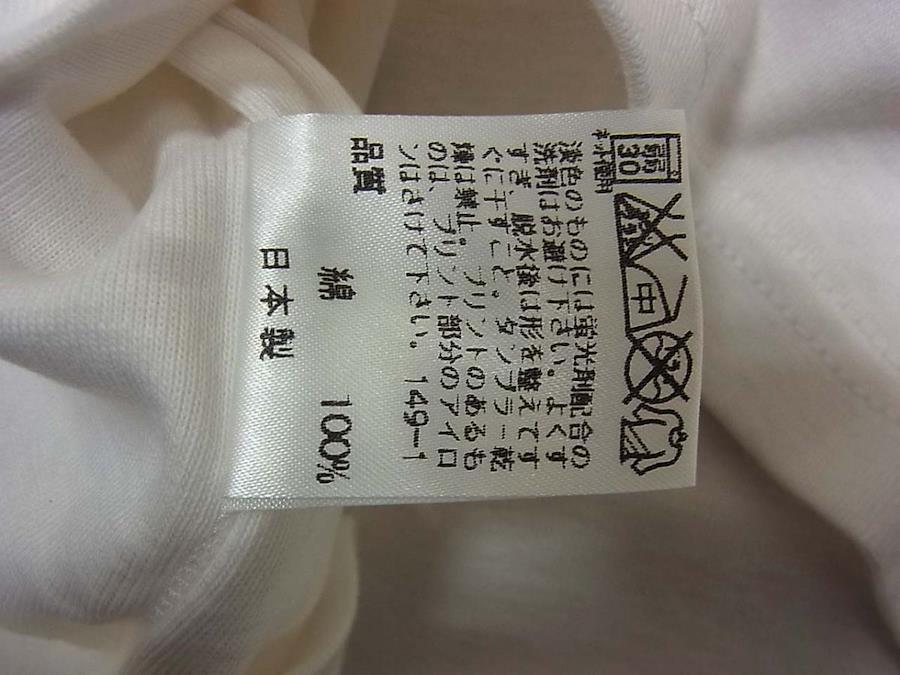 弱
30
ネット使用
中
淡色のものには蛍光剤配合の
洗剤はお避け下さい。よくす
すぎ、脱水後は形を整えてす
ぐに干すこと。タンブラー乾
燥は禁止。プリントのあるも
のは、プリント部分のアイロ
ンはさけて下さい。 149-1
品質
綿 100%
日本製